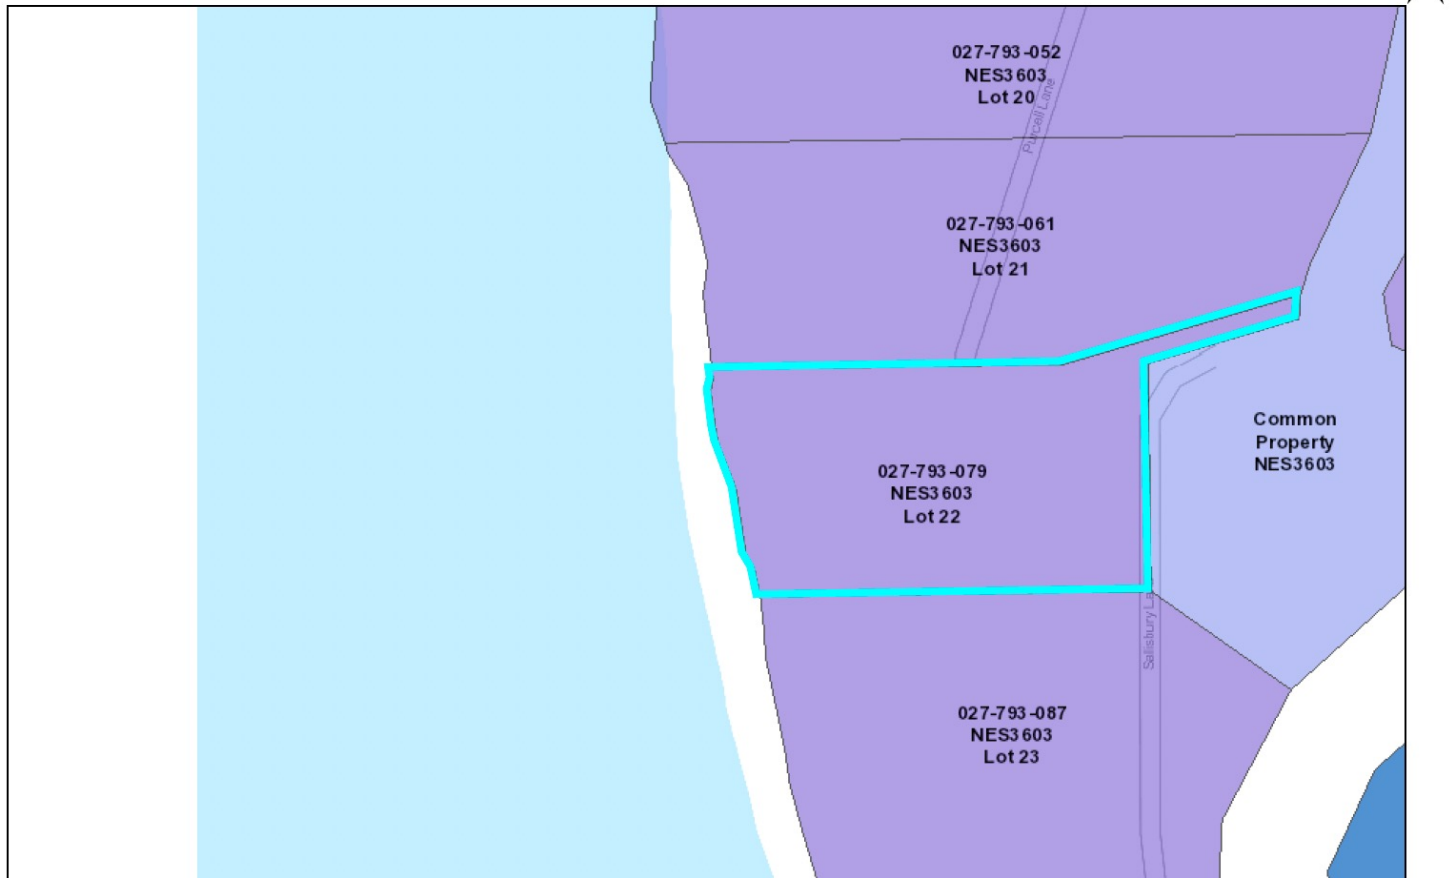 027-793-052
NES3603
Lot 20
Purcell Lane
027-793-061
NES3603
Lot 21
Common
Property
NES3603
027-793-079
NES3603
Lot 22
Salisbury La
027-793-087
NES3603
Lot 23